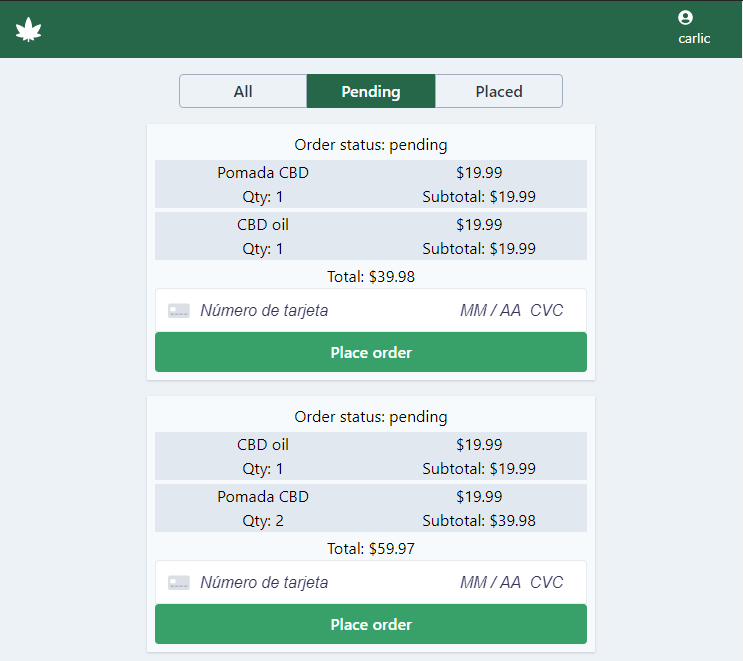 carlic
All Pending Placed
Order status: pending
Pomada CBD $19.99
Qty: 1 Subtotal: $19.99
CBD oil $19.99
Qty: 1 Subtotal: $19.99
Total: $39.98
Número de tarjeta MM / AA CVC
Place order
Order status: pending
CBD oil $19.99
Qty: 1 Subtotal: $19.99
Pomada CBD $19.99
Qty: 2 Subtotal: $39.98
Total: $59.97
Número de tarjeta MM / AA CVC
Place order